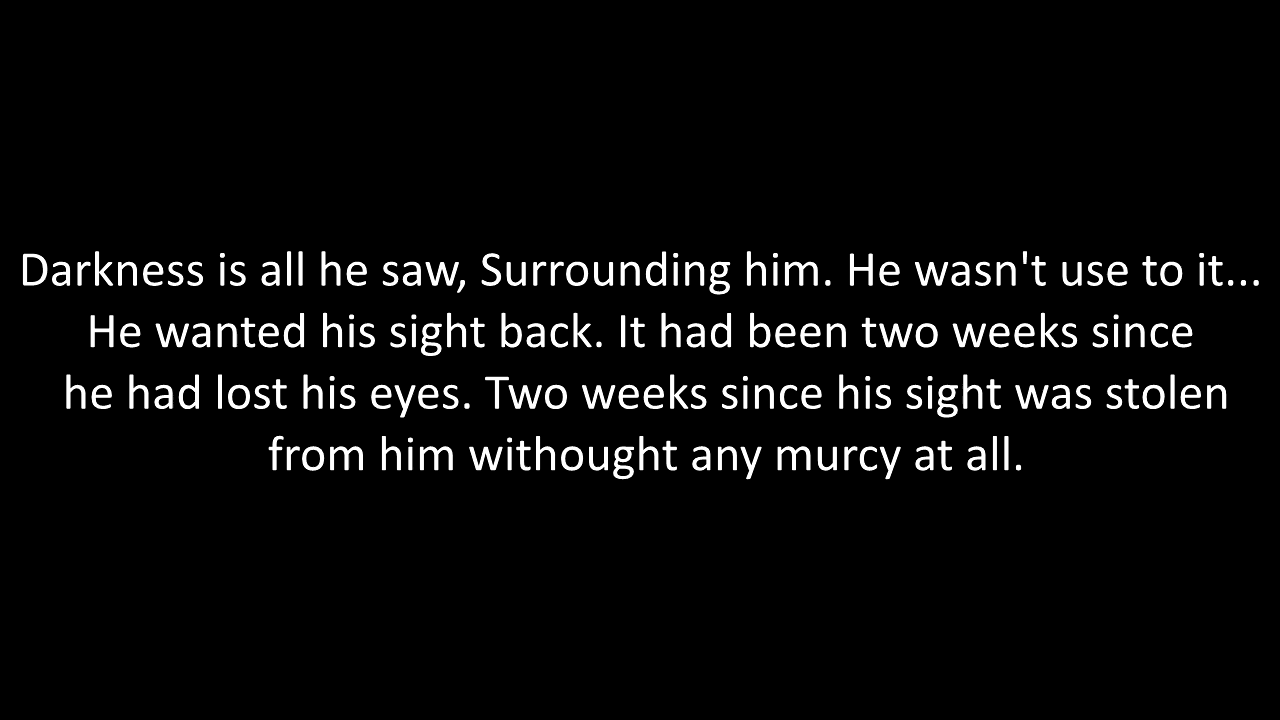 Darkness is all he saw, Surrounding him. He wasn't use to it...
He wanted his sight back. It had been two weeks since
he had lost his eyes. Two weeks since his sight was stolen
from him withought any murcy at all.